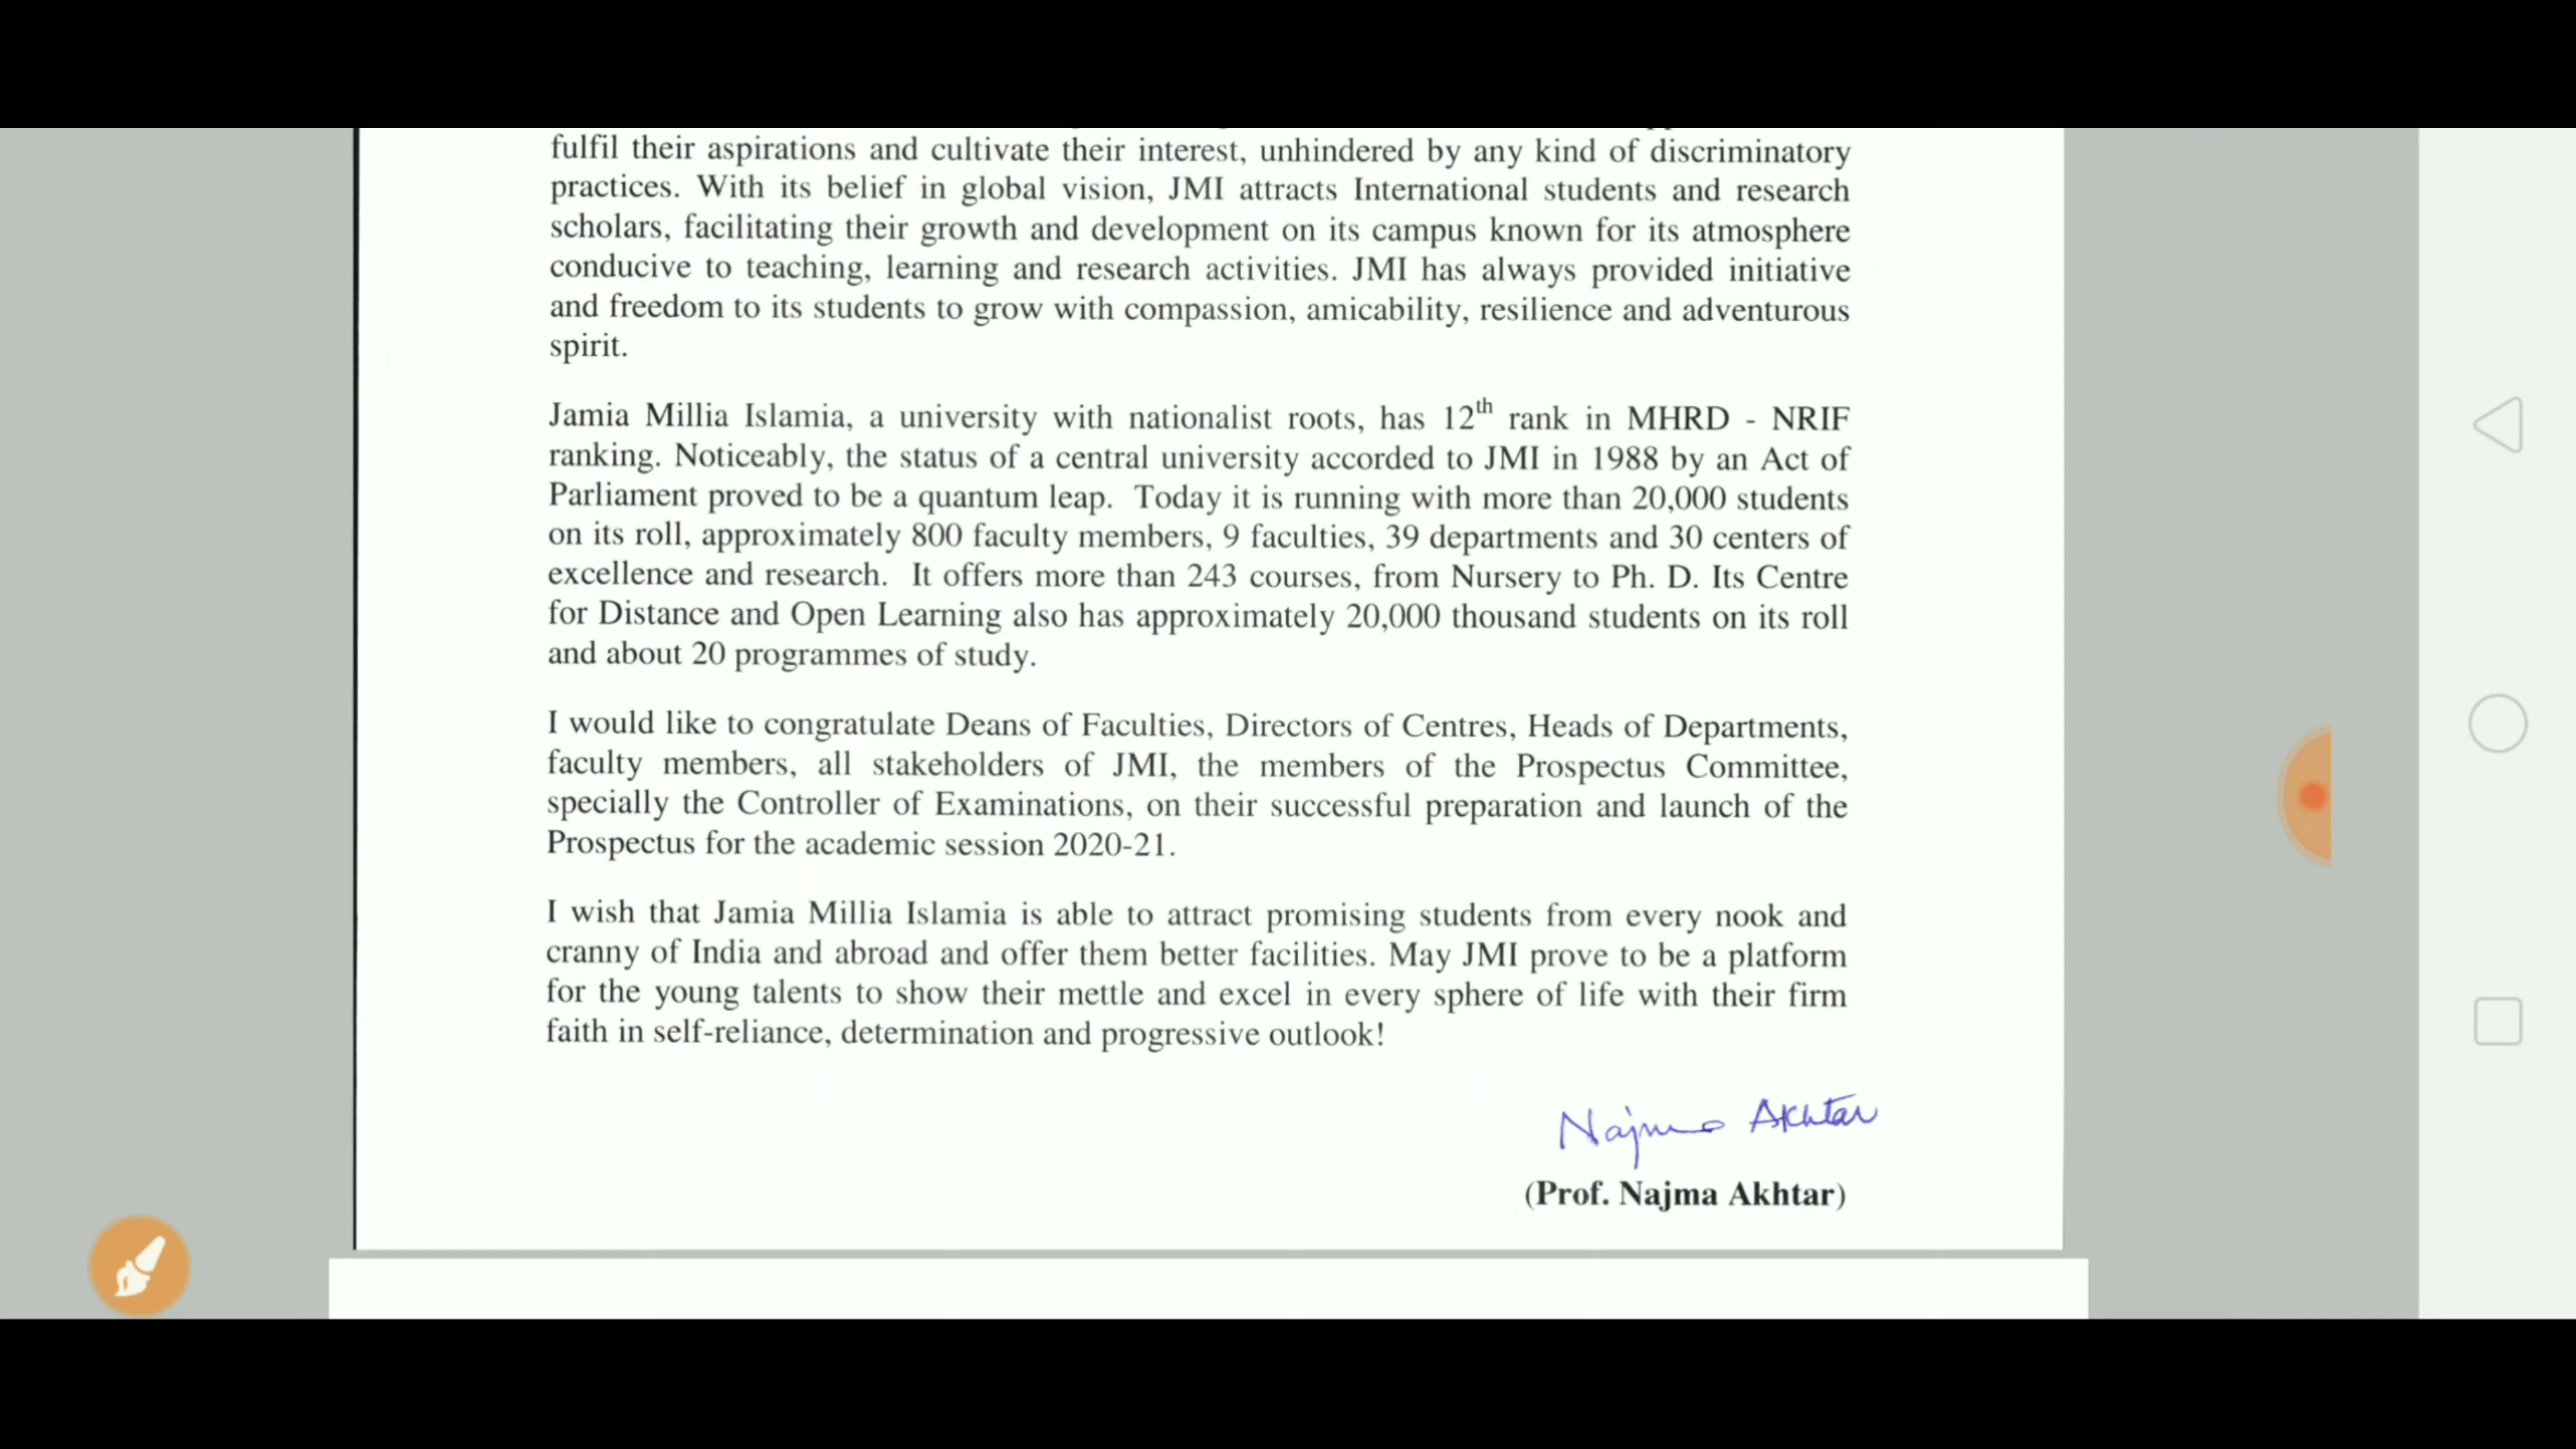 fulfil their aspirations and cultivate their interest, unhindered by any kind of discriminatory
practices. With its belief in global vision, JMI attracts International students and research
scholars, facilitating their growth and development on its campus known for its atmosphere
conducive to teaching, learning and research activities. JMI has always provided initiative
and freedom to its students to grow with compassion, amicability, resilience and adventurous
spirit.
Jamia Millia Islamia, a university with nationalist roots, has 12th rank in MHRD - NRIF
ranking. Noticeably, the status of a central university accorded to JMI in 1988 by an Act of
Parliament proved to be a quantum leap. Today it is running with more than 20,000 students
on its roll, approximately 800 faculty members, 9 faculties, 39 departments and 30 centers of
excellence and research. It offers more than 243 courses, from Nursery to Ph. D. Its Centre
for Distance and Open Learning also has approximately 20,000 thousand students on its roll
and about 20 programmes of study.
I would like to congratulate Deans of Faculties, Directors of Centres, Heads of Departments,
faculty members, all stakeholders of JMI, the members of the Prospectus Committee,
specially the Controller of Examinations, on their successful preparation and launch of the
Prospectus for the academic session 2020-21.
I wish that Jamia Millia Islamia is able to attract promising students from every nook and
cranny of India and abroad and offer them better facilities. May JMI prove to be a platform
for the young talents to show their mettle and excel in every sphere of life with their firm
faith in self-reliance, determination and progressive outlook!
Najma Akhtar
(Prof. Najma Akhtar)